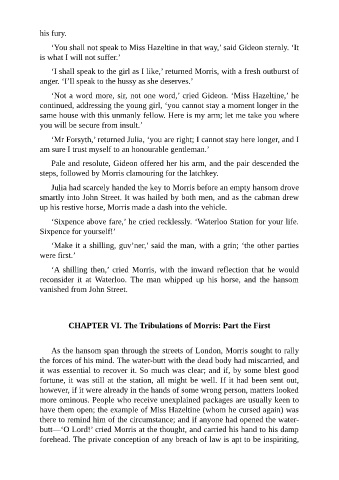 his fury.
‘You shall not speak to Miss Hazeltine in that way,’ said Gideon sternly. ‘It
is what I will not suffer.’
‘I shall speak to the girl as I like,’ returned Morris, with a fresh outburst of
anger. ‘I’ll speak to the hussy as she deserves.’
‘Not a word more, sir, not one word,’ cried Gideon. ‘Miss Hazeltine,’ he
continued, addressing the young girl, ‘you cannot stay a moment longer in the
same house with this unmanly fellow. Here is my arm; let me take you where
you will be secure from insult.’
‘Mr Forsyth,’ returned Julia, ‘you are right; I cannot stay here longer, and I
am sure I trust myself to an honourable gentleman.’
Pale and resolute, Gideon offered her his arm, and the pair descended the
steps, followed by Morris clamouring for the latchkey.
Julia had scarcely handed the key to Morris before an empty hansom drove
smartly into John Street. It was hailed by both men, and as the cabman drew
up his restive horse, Morris made a dash into the vehicle.
‘Sixpence above fare,’ he cried recklessly. ‘Waterloo Station for your life.
Sixpence for yourself!’
‘Make it a shilling, guv’ner,’ said the man, with a grin; ‘the other parties
were first.’
‘A shilling then,’ cried Morris, with the inward reflection that he would
reconsider it at Waterloo. The man whipped up his horse, and the hansom
vanished from John Street.
CHAPTER VI. The Tribulations of Morris: Part the First
As the hansom span through the streets of London, Morris sought to rally
the forces of his mind. The water-butt with the dead body had miscarried, and
it was essential to recover it. So much was clear; and if, by some blest good
fortune, it was still at the station, all might be well. If it had been sent out,
however, if it were already in the hands of some wrong person, matters looked
more ominous. People who receive unexplained packages are usually keen to
have them open; the example of Miss Hazeltine (whom he cursed again) was
there to remind him of the circumstance; and if anyone had opened the water-
butt—‘O Lord!’ cried Morris at the thought, and carried his hand to his damp
forehead. The private conception of any breach of law is apt to be inspiriting,